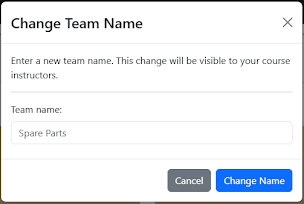 Change Team Name
Enter a new team name. This change will be visible to your course
instructors.
Team name:
Spare Parts
Cancel
Change Name